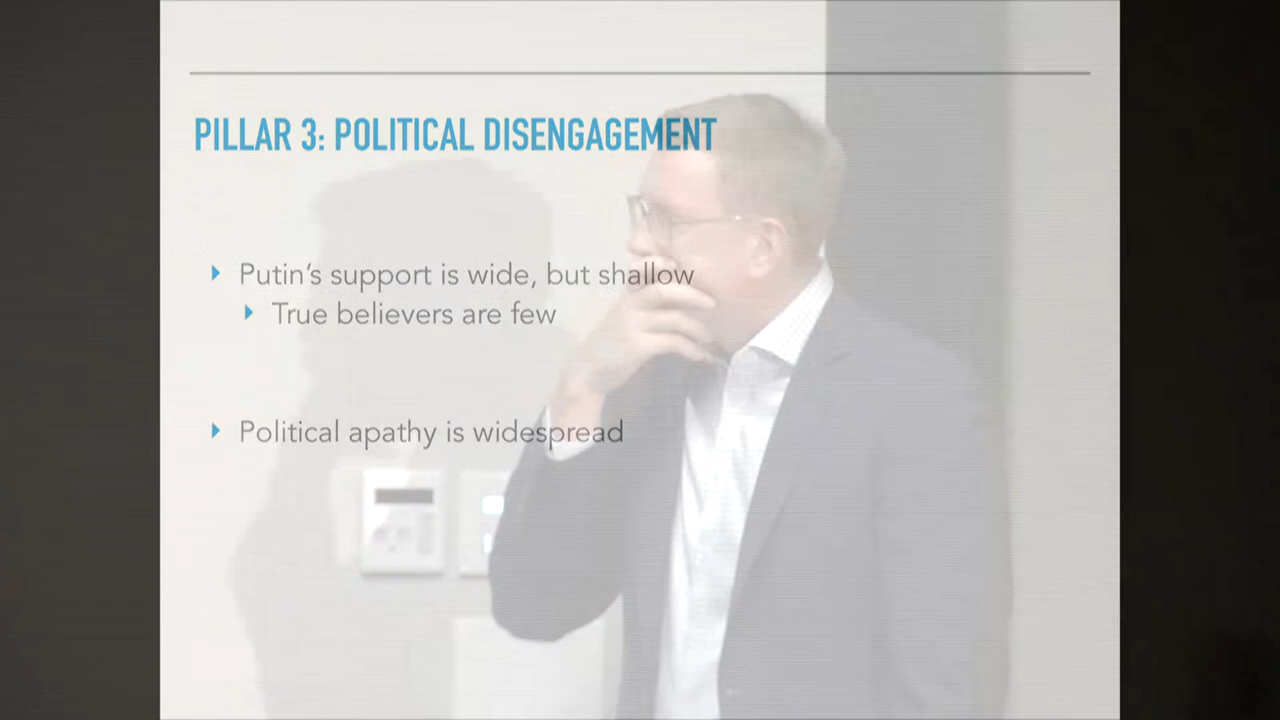 PILLAR 3: POLITICAL DISENGAGEMENT
Putin's support is wide, but shallow
True believers are few
Political apathy is widespread